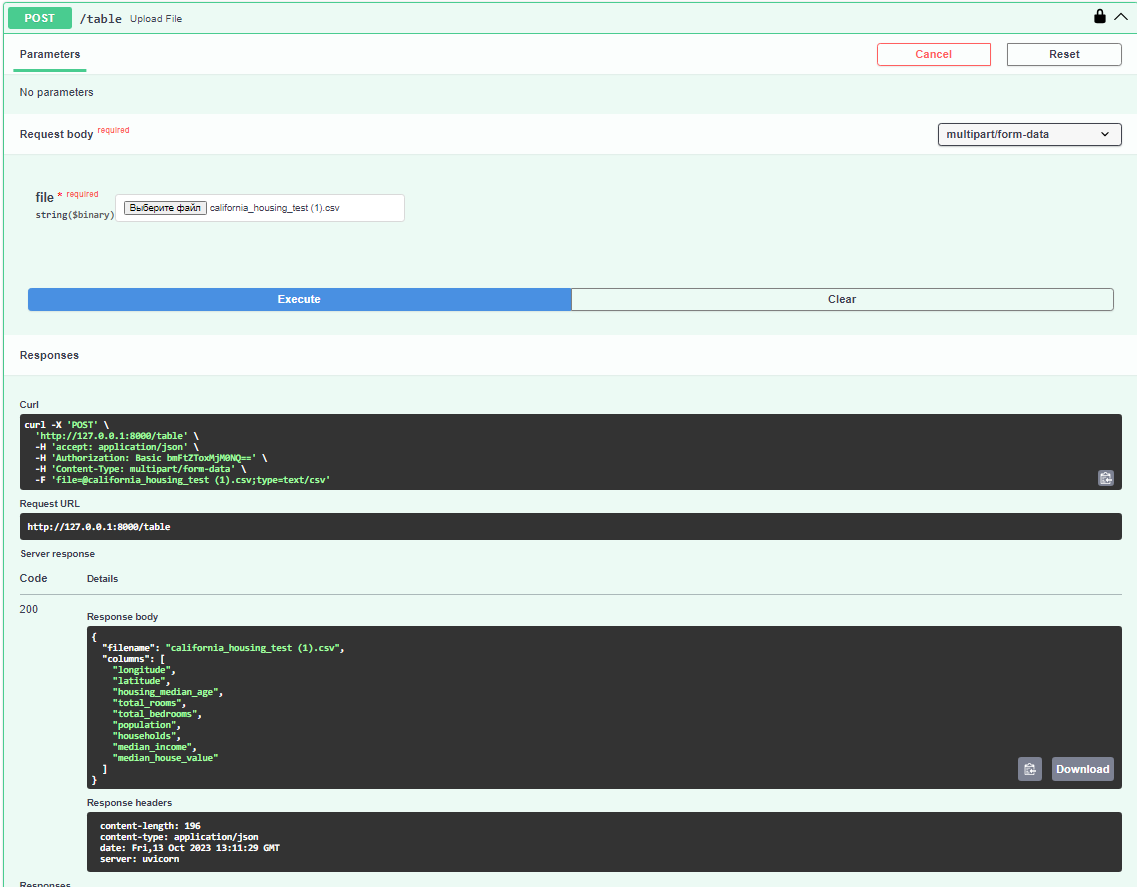 POST /table Upload File
Parameters
Cancel
Reset
No parameters
Request body required
multipart/form-data
file * required
string($binary)
Выберите файл california_housing_test (1).csv
Execute
Clear
Responses
Curl
curl -X 'POST' \
'http://127.0.0.1:8000/table' \
-H 'accept: application/json' \
-H 'Authorization: Basic bmFtZToxMjM0NQ==' \
-H 'Content-Type: multipart/form-data' \
-F 'file=@california_housing_test (1).csv;type=text/csv'
Request URL
http://127.0.0.1:8000/table
Server response
Code Details
200
Response body
{
"filename": "california_housing_test (1).csv",
"columns": [
"longitude",
"latitude",
"housing_median_age",
"total_rooms",
"total_bedrooms",
"population",
"households",
"median_income",
"median_house_value"
]
}
Download
Response headers
content-length: 196
content-type: application/json
date: Fri,13 Oct 2023 13:11:29 GMT
server: uvicorn
Responses